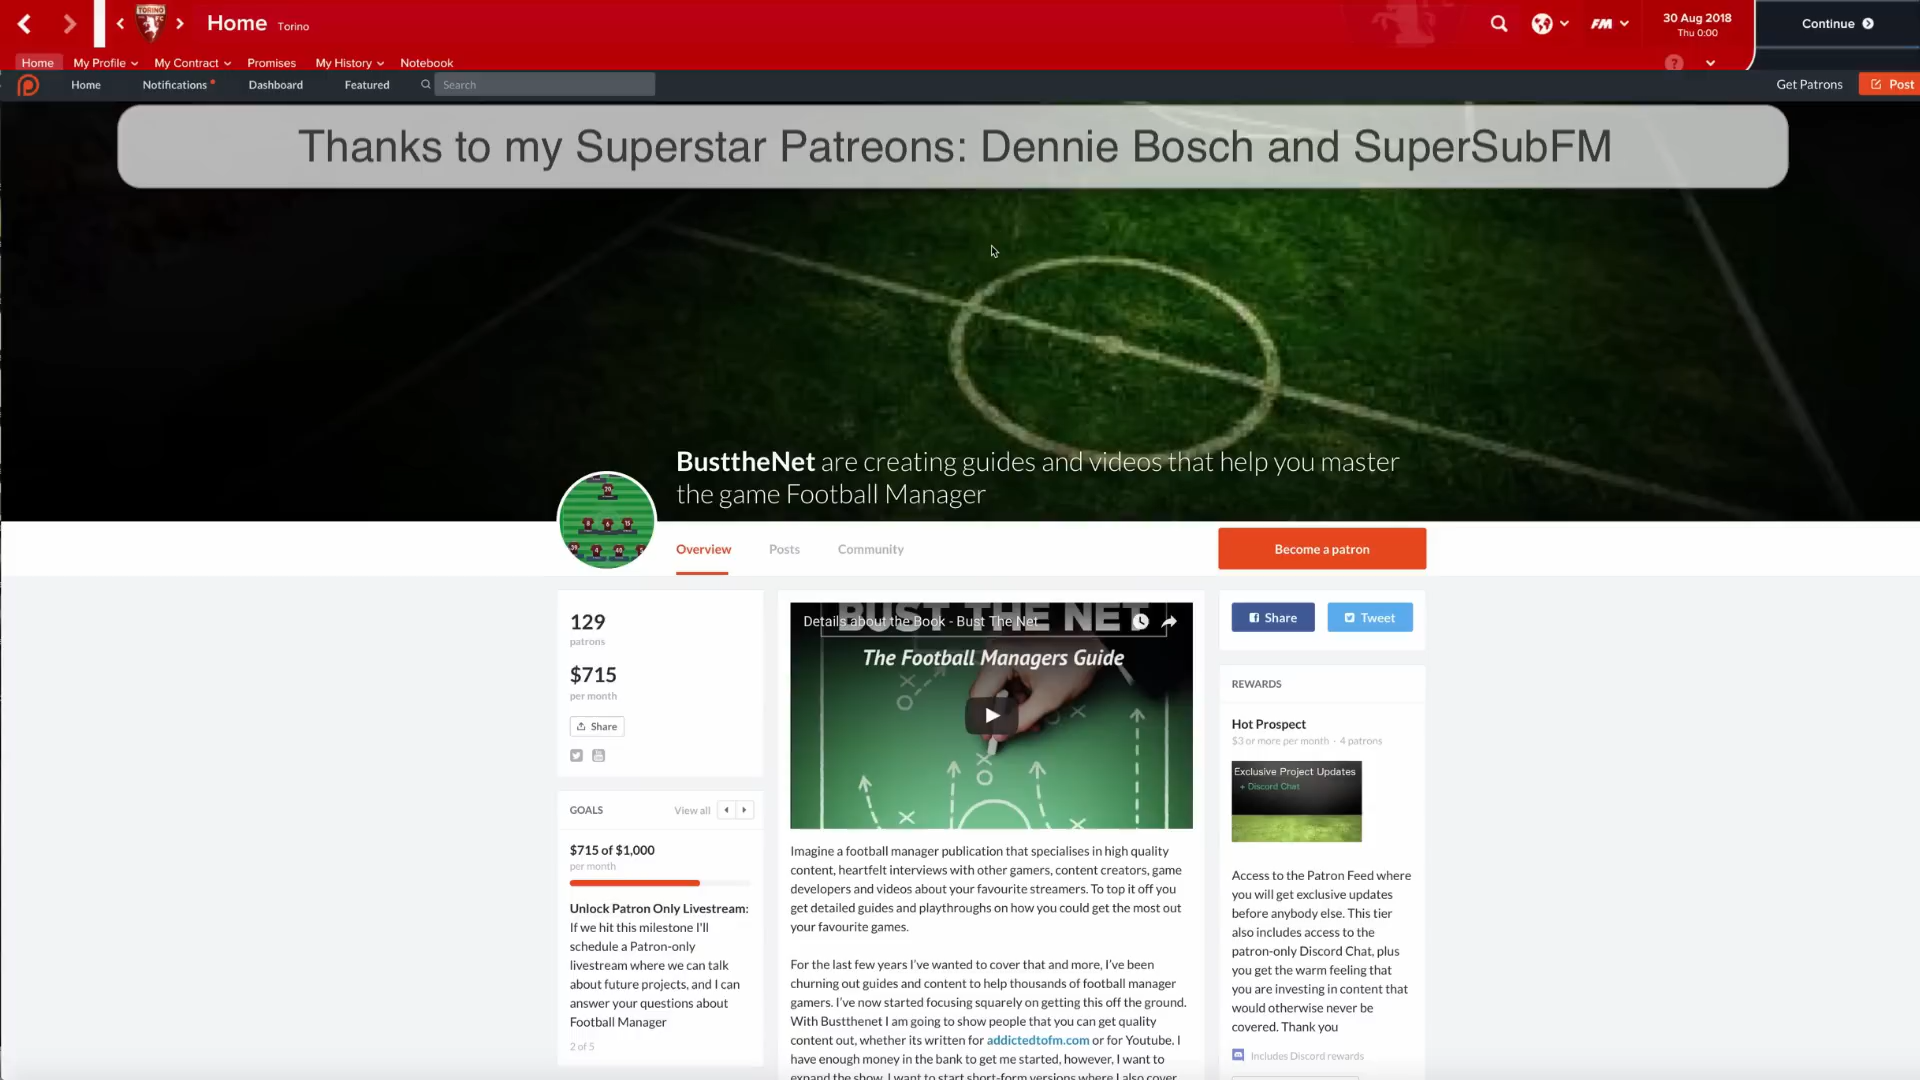 Home Torino
30 Aug 2018
Thu 0:00
FM
Continue
Home My Profile My Contract Promises My History Notebook
Home Notifications Dashboard Featured Search Get Patrons Post
Thanks to my Superstar Patreons: Dennie Bosch and SuperSubFM
BusttheNet are creating guides and videos that help you master
the game Football Manager
Overview Posts Community Become a patron
129
patrons
$715
per month
Share
GOALS View all
$715 of $1,000
per month
Unlock Patron Only Livestream:
If we hit this milestone I'll
schedule a Patron-only
livestream where we can talk
about future projects, and I can
answer your questions about
Football Manager
2 of 5
BUST THE NET
Details about the Book - Bust The Net
The Football Managers Guide
Imagine a football manager publication that specialises in high quality
content, heartfelt interviews with other gamers, content creators, game
developers and videos about your favourite streamers. To top it off you
get detailed guides and playthroughs on how you could get the most out
your favourite games.
For the last few years I've wanted to cover that and more, I've been
churning out guides and content to help thousands of football manager
gamers. I've now started focusing squarely on getting this off the ground.
With Bustthenet I am going to show people that you can get quality
content out, whether its written for addictedtofm.com or for Youtube. I
have enough money in the bank to get me started, however, I want to
expand the show. I want to start short-form versions where I also cover
Share Tweet
REWARDS
Hot Prospect
$3 or more per month · 4 patrons
Exclusive Project Updates
+ Discord Chat
Access to the Patron Feed where
you will get exclusive updates
before anybody else. This tier
also includes access to the
patron-only Discord Chat, plus
you get the warm feeling that
you are investing in content that
would otherwise never be
covered. Thank you
Includes Discord rewards